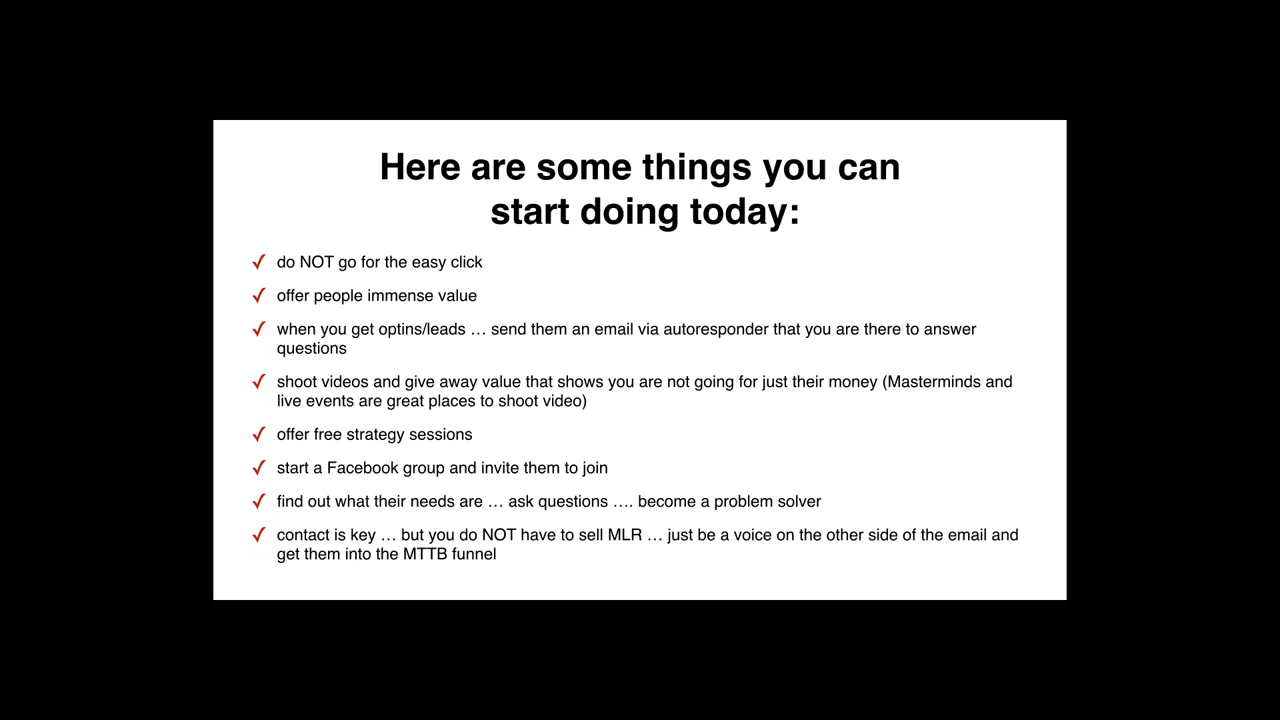 Here are some things you can
start doing today:
✓ do NOT go for the easy click
✓ offer people immense value
✓ when you get optins/leads … send them an email via autoresponder that you are there to answer
questions
✓ shoot videos and give away value that shows you are not going for just their money (Masterminds and
live events are great places to shoot video)
✓ offer free strategy sessions
✓ start a Facebook group and invite them to join
✓ find out what their needs are … ask questions …. become a problem solver
✓ contact is key … but you do NOT have to sell MLR … just be a voice on the other side of the email and
get them into the MTTB funnel